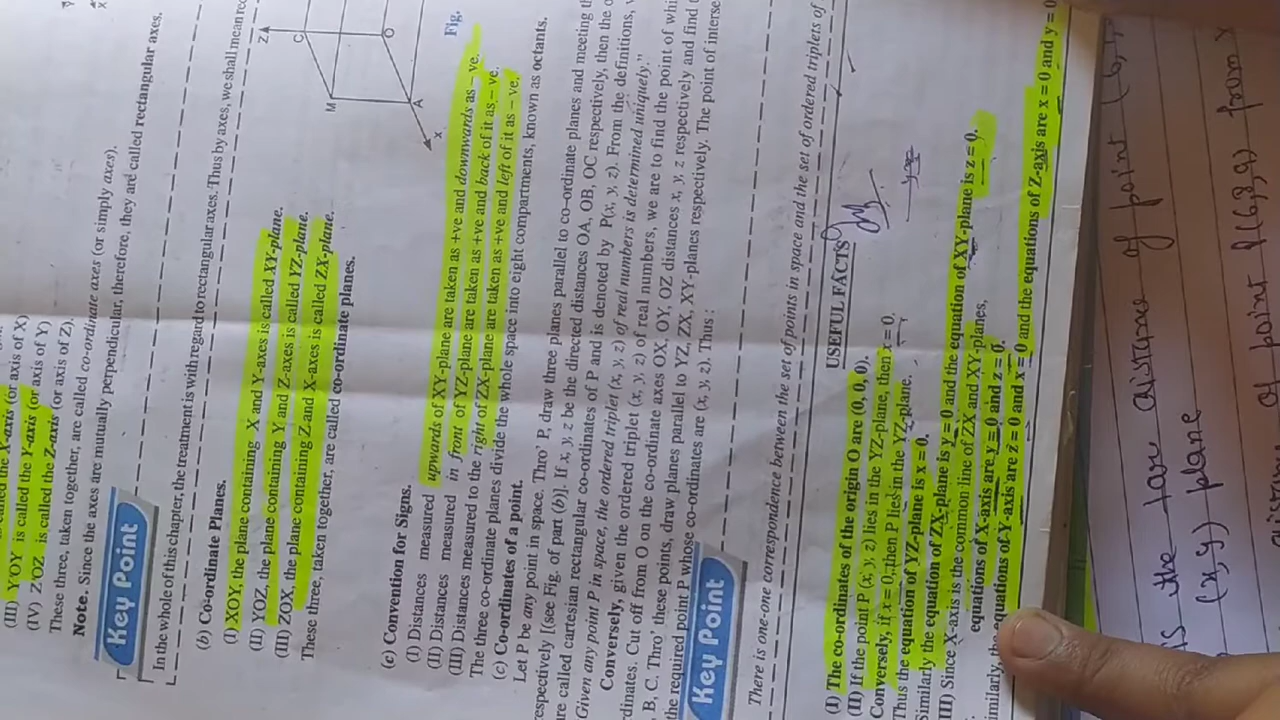 called the X-axis (or axis of X)
(II) Y'OY is called the Y-axis (or axis of Y)
(IV) Z'OZ is called the Z-axis (or axis of Z).
These three, taken together, are called co-ordinate axes (or simply axes).
Note. Since the axes are mutually perpendicular, therefore, they are called rectangular axes.
Key Point
In the whole of this chapter, the treatment is with regard to rectangular axes. Thus by axes, we shall mean
(b) Co-ordinate Planes.
(I) XOY, the plane containing X and Y-axes is called XY-plane.
(II) YOZ, the plane containing Y and Z-axes is called YZ-plane.
(III) ZOX, the plane containing Z and X-axes is called ZX-plane.
These three, taken together, are called co-ordinate planes.
Z
C
O
M
A
X
Fig.
(c) Convention for Signs.
(I) Distances measured upwards of XY-plane are taken as +ve and downwards as – ve.
(II) Distances measured in front of YZ-plane are taken as +ve and back of it as – ve.
(III) Distances measured to the right of ZX-plane are taken as +ve and left of it as – ve.
The three co-ordinate planes divide the whole space into eight compartments, known as octants.
(c) Co-ordinates of a point.
Let P be any point in space. Thro' P, draw three planes parallel to co-ordinate planes and meeting
respectively [(see Fig. of part (b)]. If x, y, z be the directed distances OA, OB, OC respectively, then the
are called cartesian rectangular co-ordinates of P and is denoted by P(x, y, z). From the definitions,
Given any point P in space, the ordered triplet (x, y, z) of real numbers is determined uniquely."
Conversely, given the ordered triplet (x, y, z) of real numbers, we are to find the point of
dinates. Cut off from O on the co-ordinate axes OX, OY, OZ distances x, y, z respectively and find
B, C. Thro' these points, draw planes parallel to YZ, ZX, XY-planes respectively. The point of
the required point P whose co-ordinates are (x, y, z). Thus :
Key Point
There is one-one correspondence between the set of points in space and the set of ordered triplets of
USEFUL FACTS
(I) The co-ordinates of the origin O are (0, 0, 0).
(II) If the point P (x, y, z) lies in the YZ-plane, then x = 0.
Conversely, if x = 0, then P lies in the YZ-plane.
Thus the equation of YZ-plane is x = 0.
Similarly the equation of ZX-plane is y = 0 and the equation of XY-plane is z = 0.
III) Since X-axis is the common line of ZX and XY-planes,
equations of X-axis are y = 0 and z = 0.
imilarly, the equations of Y-axis are z = 0 and x = 0 and the equations of Z-axis are x = 0 and y = 0
is the distance of point
(x, y) plane
of point P(6,8,9) from